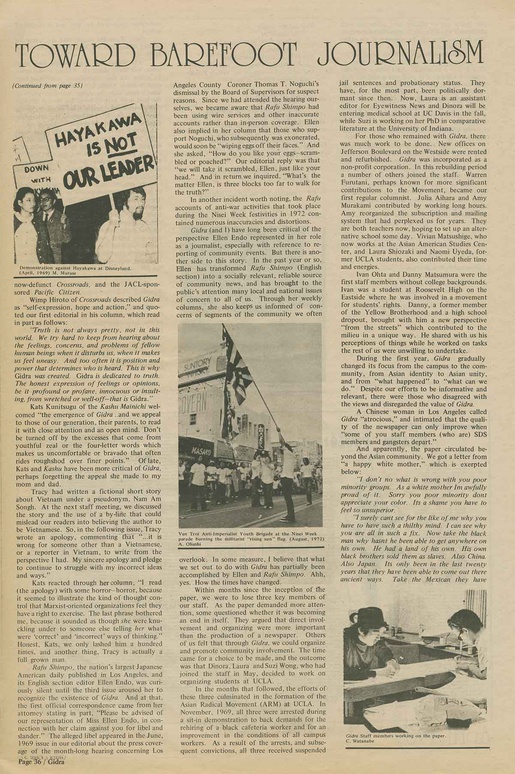 TOWARD BAREFOOT JOURNALISM
(Continued from page 35)
HAYAKAWA
IS NOT
OUR LEADER
DOWN
WITH
Demonstration against Hayakawa at Disneyland.
(April, 1969) M. Murase
now-defunct Crossroads, and the JACL-spon-
sored Pacific Citizen.
Wimp Hiroto of Crossroads described Gidra
as "self-expression, hope and action," and quo-
ted our first editorial in his column, which read
in part as follows:
"Truth is not always pretty, not in this
world. We try hard to keep from hearing about
the feelings, concerns, and problems of fellow
human beings when it disturbs us, when it makes
us feel uneasy. And too often it is position and
power that determines who is heard. This is why
Gidra was created. Gidra is dedicated to truth.
The honest expression of feelings or opinions,
be it profound or profane, innocuous or insult-
ing, from wretched or well-off—that is Gidra."
Kats Kunitsugu of the Kashu Mainichi wel-
comed "the emergence of Gidra and we appeal
to those of our generation, their parents, to read
it with close attention and an open mind. Don't
be turned off by the excesses that come from
youthful zeal or the four-letter words which
makes us uncomfortable or bravado that often
rides roughshod over finer points." Of late,
Kats and Kashu have been more critical of Gidra,
perhaps forgetting the appeal she made to my
mom and dad.
Tracy had written a fictional short story
about Vietnam under a pseudonym, Nam An
Songh. At the next staff meeting, we discussed
the story and the use of a by-line that could
mislead our readers into believing the author to
be Vietnamese. So, in the following issue, Tracy
wrote an apology, commenting that "...it is
wrong for someone other than a Vietnamese,
or a reporter in Vietnam, to write from the
perspective I had. My sincere apology and pledge
to continue to struggle with my incorrect ideas
and ways."
Kats reacted through her column, "I read
(the apology) with some horror—horror, because
it seemed to illustrate the kind of thought con-
trol that Marxist-oriented organizations feel they
have a right to exercise. The last phrase bothered
me, because it sounded as though he were knu-
ckling under to someone else telling her what
were 'correct' and 'incorrect' ways of thinking."
Honest, Kats, we only lashed him a hundred
times, and another thing, Tracy is actually a
full grown man.
Rafu Shimpo, the nation's largest Japanese
American daily published in Los Angeles, and
its English section editor Ellen Endo, was curi-
ously silent until the third issue aroused her to
recognize the existence of Gidra. And at that,
the first official correspondence came from her
attorney stating in part, "Please be advised of
our representation of Miss Ellen Endo, in con-
nection with her claim against you for libel and
slander." The alleged libel appeared in the June,
1969 issue in our editorial about the press cover-
age of the month-long hearing concerning Los
Page 36 / Gidra
Angeles County Coroner Thomas T. Noguchi's
dismissal by the Board of Supervisors for suspect
reasons. Since we had attended the hearing our-
selves, we became aware that Rafu Shimpo had
been using wire services and other inaccurate
accounts rather than in-person coverage. Ellen
also implied in her column that those who sup-
port Noguchi, who subsequently was exonerated,
would soon be "wiping eggs off their faces." And
she asked, "How do you like your eggs—scram-
bled or poached?" Our editorial reply was that
"we will take it scrambled, Ellen, just like your
head." And in return we inquired, "What's the
matter Ellen, is three blocks too far to walk for
the truth?"
In another incident worth noting, the Rafu
accounts of anti-war activities that took place
during the Nisei Week festivities in 1972 con-
tained numerous inaccuracies and distortions.
Gidra (and I) have long been critical of the
perspective Ellen Endo represented in her role
as a journalist, especially with reference to re-
porting of community events. But there is ano-
ther side to this story. In the past year or so,
Ellen has transformed Rafu Shimpo (English
section) into a socially relevant, reliable source
of community news, and has brought to the
public's attention many local and national issues
of concern to all of us. Through her weekly
columns, she also keeps us informed of con-
cerns of segments of the community we often
SUNTORY
Van Troi Anti-Imperialist Youth Brigade at the Nisei Week
parade burning the militarist "rising sun" flag (August, 1972)
A. Ohashi
overlook. In some measure, I believe that what
we set out to do with Gidra has partially been
accomplished by Ellen and Rafu Shimpo. Ahh,
yes. How the times have changed.
Within months since the inception of the
paper, we were to lose three key members of
our staff. As the paper demanded more atten-
tion, some questioned whether it was becoming
an end in itself. They argued that direct invol-
vement and organizing were more important
than the production of a newspaper. Others
of us felt that through Gidra, we could organize
and promote community involvement. The time
came for a choice to be made, and the outcome
was that Dinora, Laura and Suzi Wong, who had
joined the staff in May, decided to work on
organizing students at UCLA.
In the months that followed, the efforts of
these three culminated in the formation of the
Asian Radical Movement (ARM) at UCLA. In
November, 1969, all three were arrested during
a sit-in demonstration to back demands for the
rehiring of a black cafeteria worker and for an
improvement in the conditions of all campus
workers. As a result of the arrests, and subse-
quent convictions, all three received suspended
jail sentences and probationary status. They
have, for the most part, been politically dor-
mant since then. Now, Laura is an assistant
editor for Eyewitness News and Dinora will be
entering medical school at UC Davis in the fall,
while Suzi is working on her PhD in comparative
literature at the University of Indiana.
For those who remained with Gidra, there
was much work to be done. New offices on
Jefferson Boulevard on the Westside were rented
and refurbished. Gidra was incorporated as a
non-profit corporation. In this rebuilding period
a number of others joined the staff. Warren
Furutani, perhaps known for more significant
contributions to the Movement, became our
first regular columnist. Julia Aihara and Amy
Murakami contributed by working long hours.
Amy reorganized the subscription and mailing
system that had perplexed us for years. They
are both teachers now, hoping to set up an alter-
native school some day. Vivian Matsushige, who
now works at the Asian American Studies Cen-
ter, and Laura Shiozaki and Naomi Uyeda, for-
mer UCLA students, also contributed their time
and energies.
Ivan Ohta and Danny Matsumura were the
first staff members without college backgrounds.
Ivan was a student at Roosevelt High on the
Eastside where he was involved in a movement
for students' rights. Danny, a former member
of the Yellow Brotherhood and a high school
dropout, brought with him a new perspective
"from the streets" which contributed to the
milieu in a unique way. He shared with us his
perceptions of things while he worked on tasks
the rest of us were unwilling to undertake.
During the first year, Gidra gradually
changed its focus from the campus to the com-
munity, from Asian identity to Asian unity,
and from "what happened" to "what can we
do." Despite our efforts to be informative and
relevant, there were those who disagreed with
the views and disregarded the value of Gidra.
A Chinese woman in Los Angeles called
Gidra "atrocious," and intimated that the quali-
ty of the newspaper can only improve when
"some of you staff members (who are) SDS
members and gangsters depart."
And apparently, the paper circulated be-
yond the Asian community. We got a letter from
"a happy white mother," which is exerpted
below:
"I don't no what is wrong with you poor
minority groups. As a white mother Im awfully
proud of it. Sorry you poor minority dont
appreciate your color. Its a shame you have to
feel so unsuperior
"I surely cant see for the like of me why you
have to have such a thilthy mind. I can see why
you are all in such a fix. Now take the black
man why haint he been able to get anywhere on
his own. He had a land of his own. His own
black brothers sold them as slaves. Also China.
Also Japan. Its only been in the last twenty
years that they have been able to come out there
ancient ways Take the Mexican they have
Gidra Staff members working on the paper.
C. Watanabe